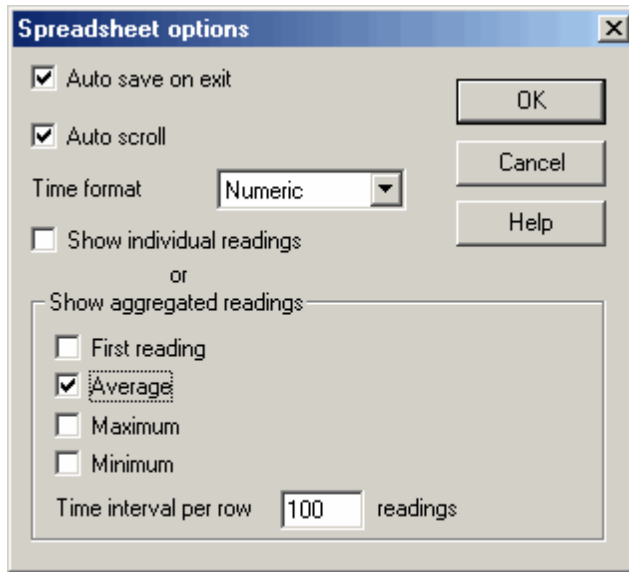 Spreadsheet options
Auto save on exit
OK
Auto scroll
Cancel
Time format Numeric
Help
Show individual readings
or
Show aggregated readings
First reading
Average
Maximum
Minimum
Time interval per row 100 readings